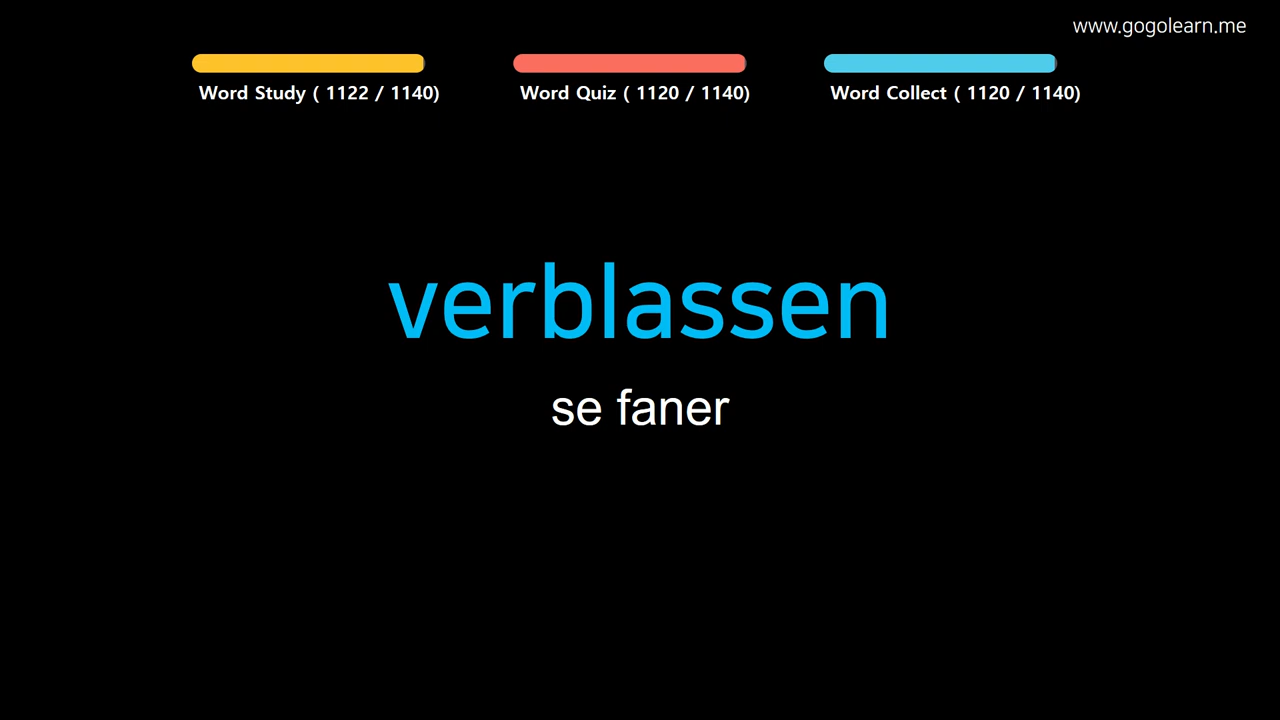 www.gogolearn.me
Word Study ( 1122 / 1140)
Word Quiz ( 1120 / 1140)
Word Collect ( 1120 / 1140)
verblassen
se faner